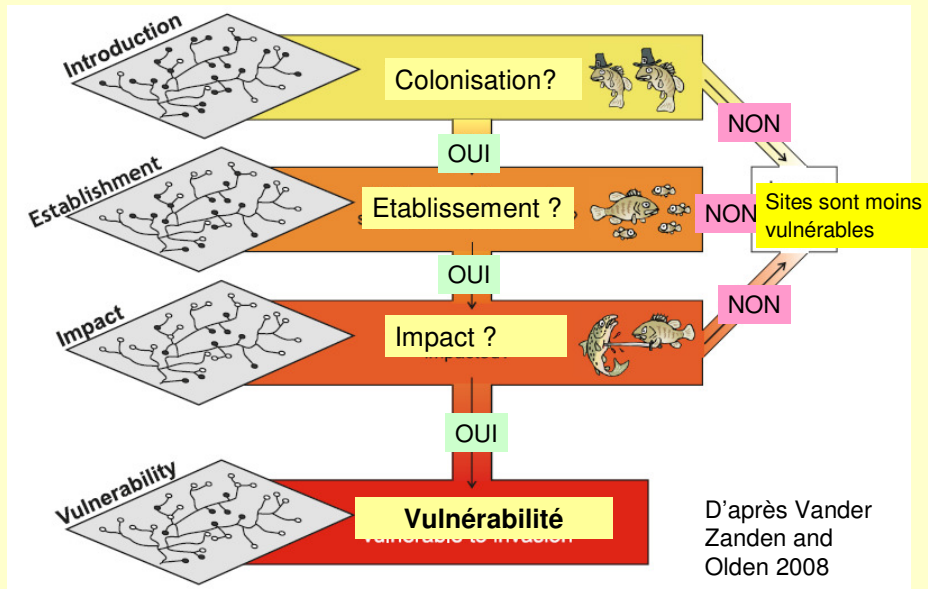 Introduction
Colonisation?
NON
OUI
Establishment
Etablissement ?
NON
Sites sont moins
vulnérables
OUI
Impact
Impact ?
NON
OUI
Vulnerability
Vulnérabilité
vulnerable to invasion
D'après Vander
Zanden and
Olden 2008